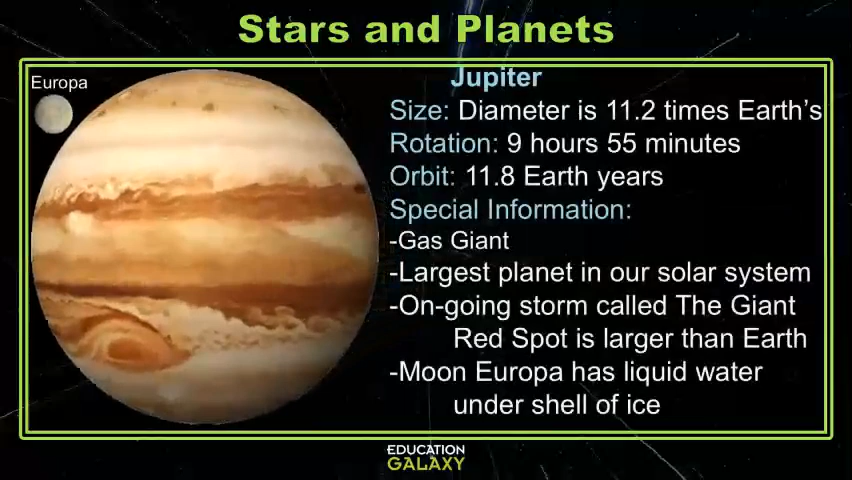 Stars and Planets
Europa
Jupiter
Size: Diameter is 11.2 times Earth's
Rotation: 9 hours 55 minutes
Orbit: 11.8 Earth years
Special Information:
-Gas Giant
-Largest planet in our solar system
-On-going storm called The Giant
Red Spot is larger than Earth
-Moon Europa has liquid water
under shell of ice
EDUCATION
GALAXY